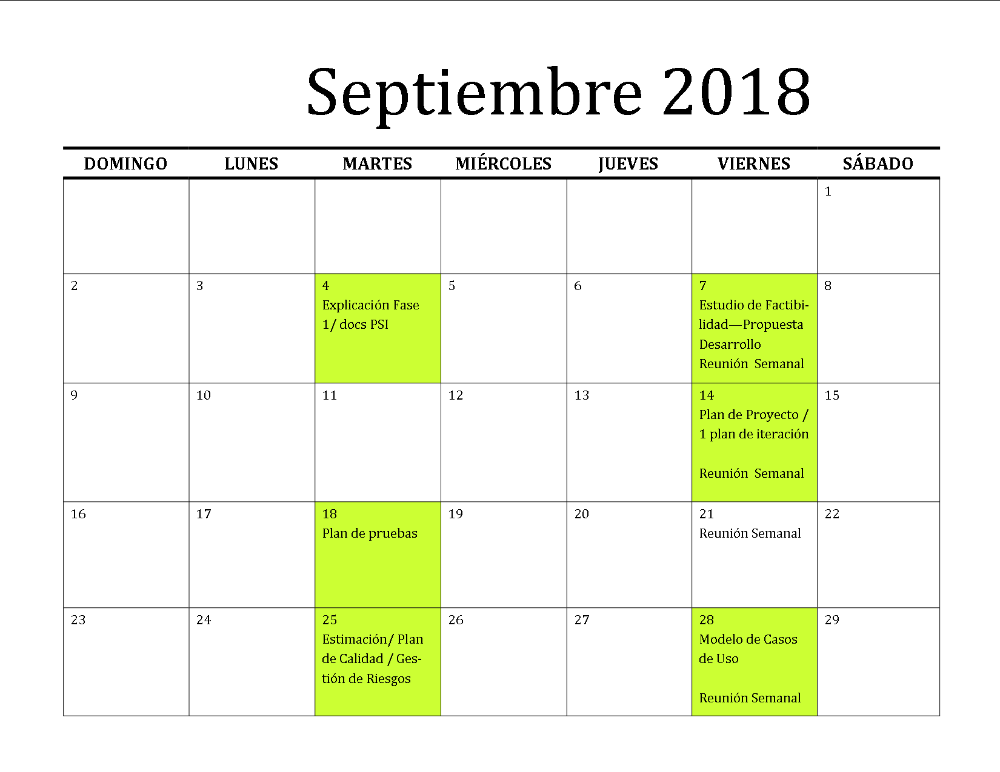 Septiembre 2018
DOMINGO LUNES MARTES MIÉRCOLES JUEVES VIERNES SÁBADO
1
2
3
4
Explicación Fase
1/ docs PSI
5
6
7
Estudio de Factibi-
lidad—Propuesta
Desarrollo
Reunión  Semanal
8
9
10
11
12
13
14
Plan de Proyecto /
1 plan de iteración
Reunión  Semanal
15
16
17
18
Plan de pruebas
19
20
21
Reunión Semanal
22
23
24
25
Estimación/ Plan
de Calidad / Ges-
tión de Riesgos
26
27
28
Modelo de Casos
de Uso
Reunión Semanal
29